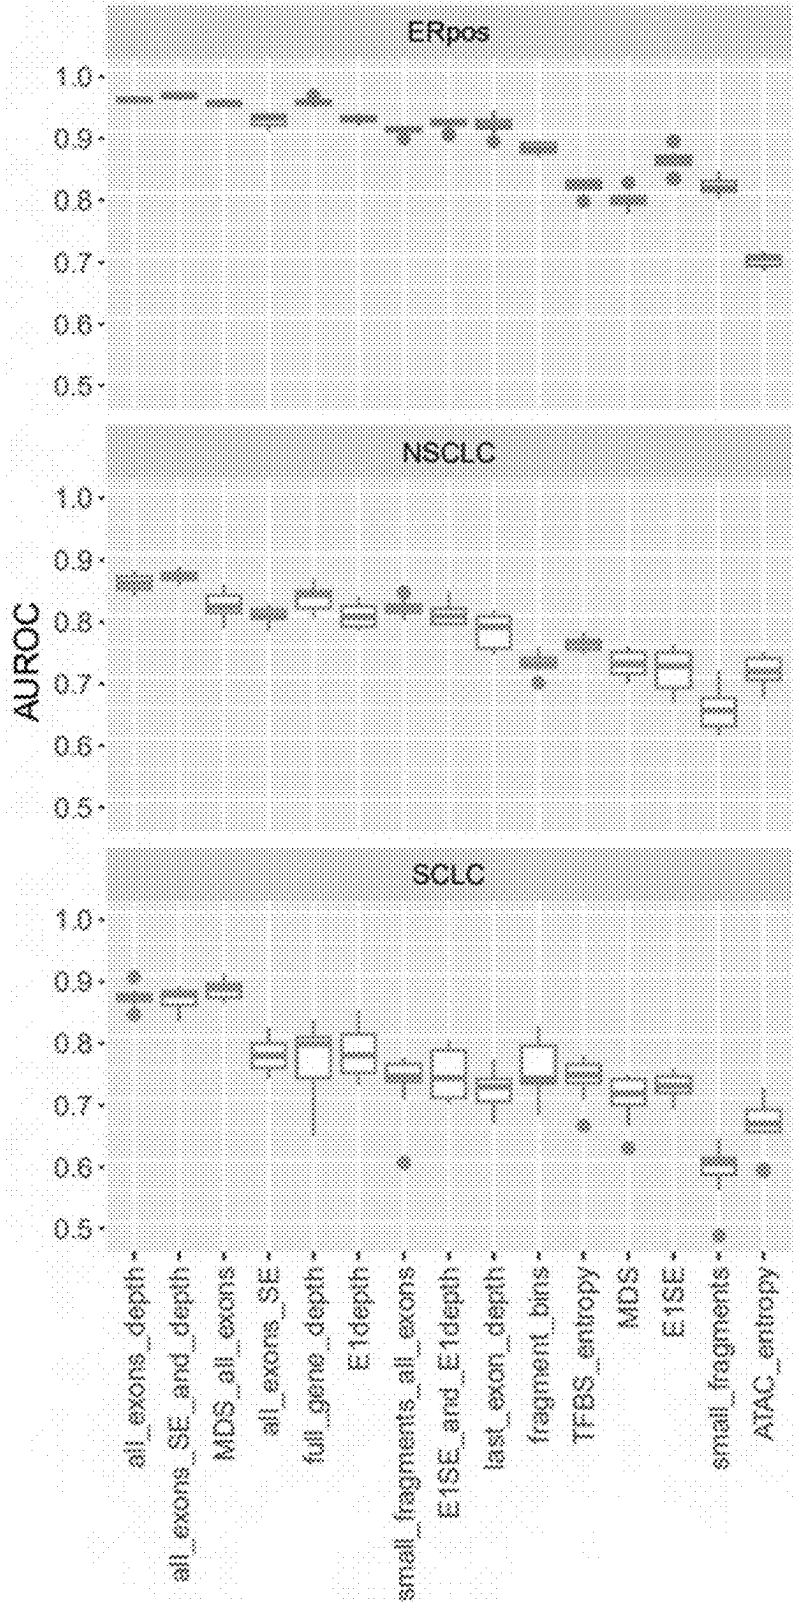 ERpos
1.0
0.9
0.8
0.7
0.6
0.5
NSCLC
1.0
0.9
0.8
0.7
0.6
0.5
AUROC
SCLC
1.0
0.9
0.8
0.7
0.6
0.5
all_exons_depth
all_exons_SE_and_depth
MDS_all_exons
all_exons_SE
full_gene_depth
E1depth
small_fragments_all_exons
E1SE_and_E1depth
last_exon_depth
fragment_bins
TFBS_entropy
MDS
E1SE
small_fragments
ATAC_entropy